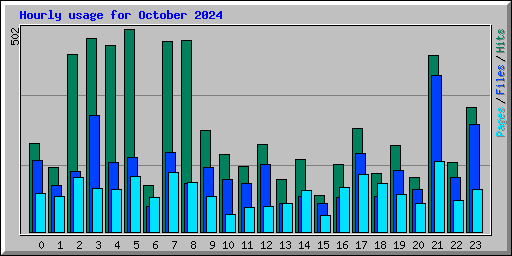 Hourly usage for October 2024
502
Pages / Files / Hits
0 1 2 3 4 5 6 7 8 9 10 11 12 13 14 15 16 17 18 19 20 21 22 23